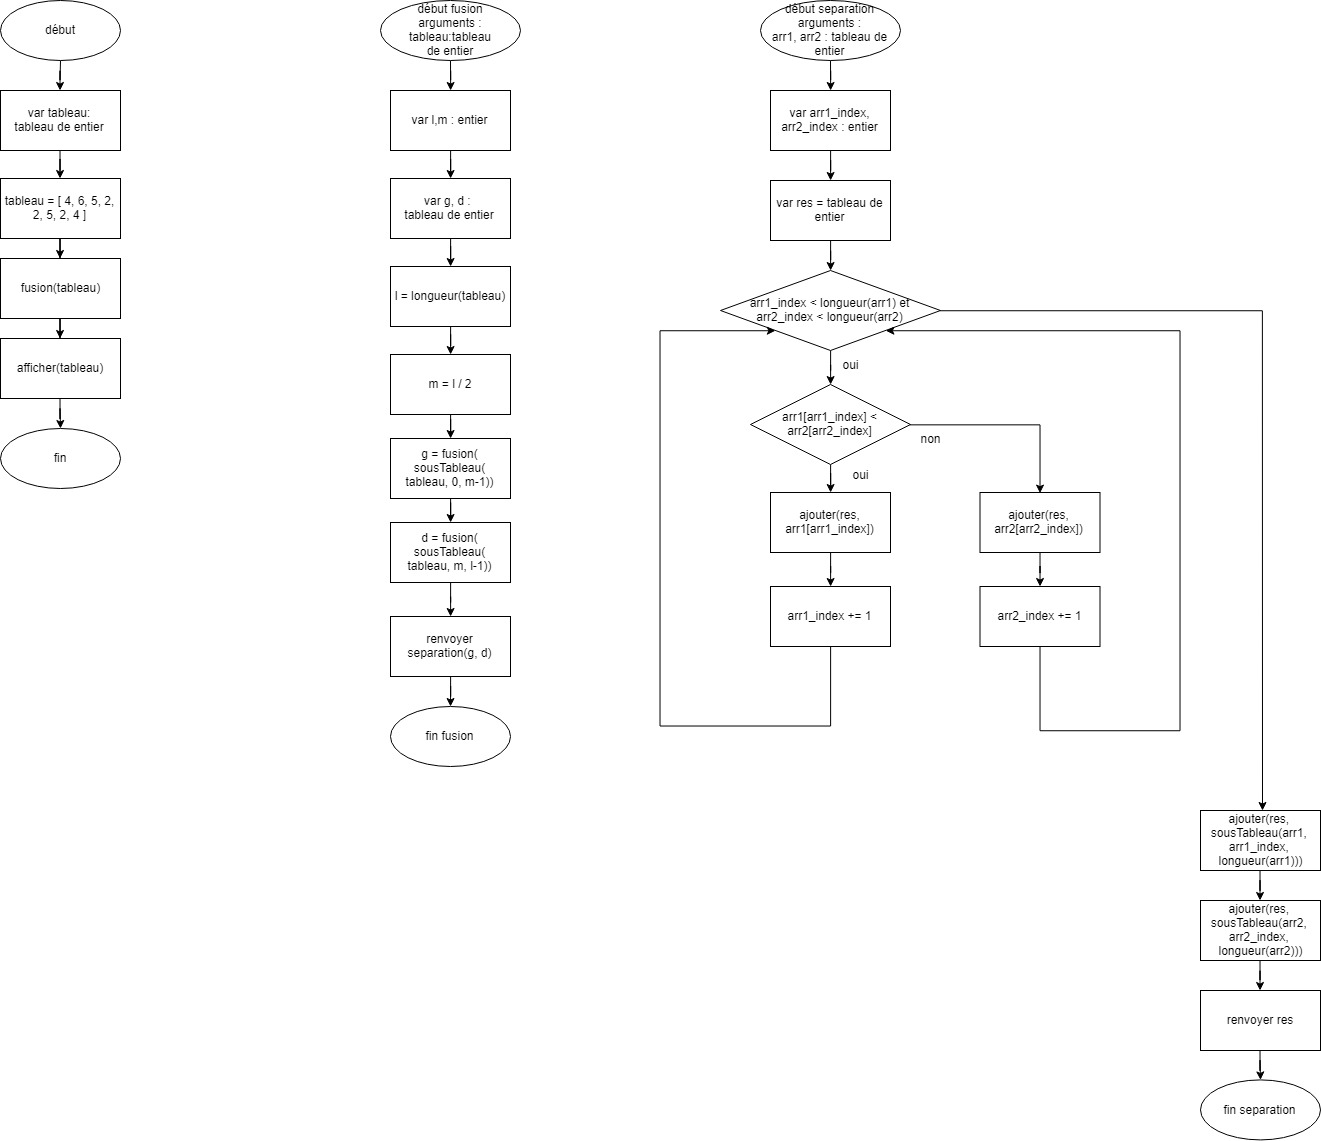 début
var tableau:
tableau de entier
tableau = [ 4, 6, 5, 2,
2, 5, 2, 4 ]
fusion(tableau)
afficher(tableau)
fin
début fusion
arguments :
tableau:tableau
de entier
var l,m : entier
var g, d :
tableau de entier
l = longueur(tableau)
m = l / 2
g = fusion(
sousTableau(
tableau, 0, m-1))
d = fusion(
sousTableau(
tableau, m, l-1))
renvoyer
separation(g, d)
fin fusion
début separation
arguments :
arr1, arr2 : tableau de
entier
var arr1_index,
arr2_index : entier
var res = tableau de
entier
arr1_index < longueur(arr1) et
arr2_index < longueur(arr2)
oui
arr1[arr1_index] <
arr2[arr2_index]
non
oui
ajouter(res,
arr1[arr1_index])
arr1_index += 1
ajouter(res,
arr2[arr2_index])
arr2_index += 1
ajouter(res,
sousTableau(arr1,
arr1_index,
longueur(arr1)))
ajouter(res,
sousTableau(arr2,
arr2_index,
longueur(arr2)))
renvoyer res
fin separation